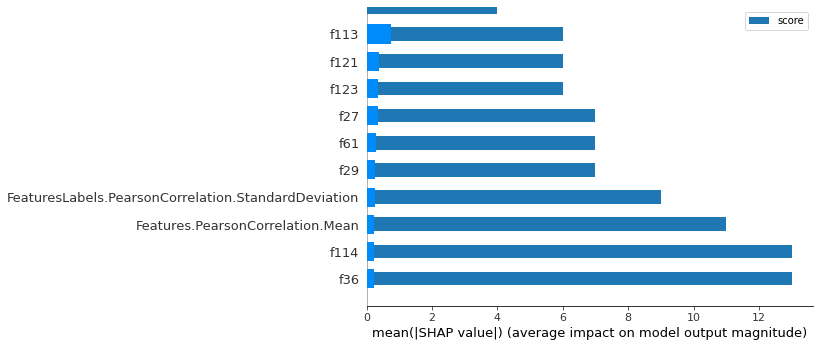 score
f113
f121
f123
f27
f61
f29
FeaturesLabels.PearsonCorrelation.StandardDeviation
Features.PearsonCorrelation.Mean
f114
f36
0 2 4 6 8 10 12
mean(|SHAP value|) (average impact on model output magnitude)